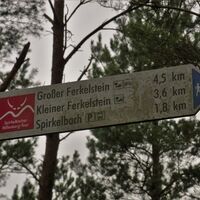 Großer Ferkelstein 4,5 km
Kleiner Ferkelstein 3,6 km
Spirkelbach P 1,8 km